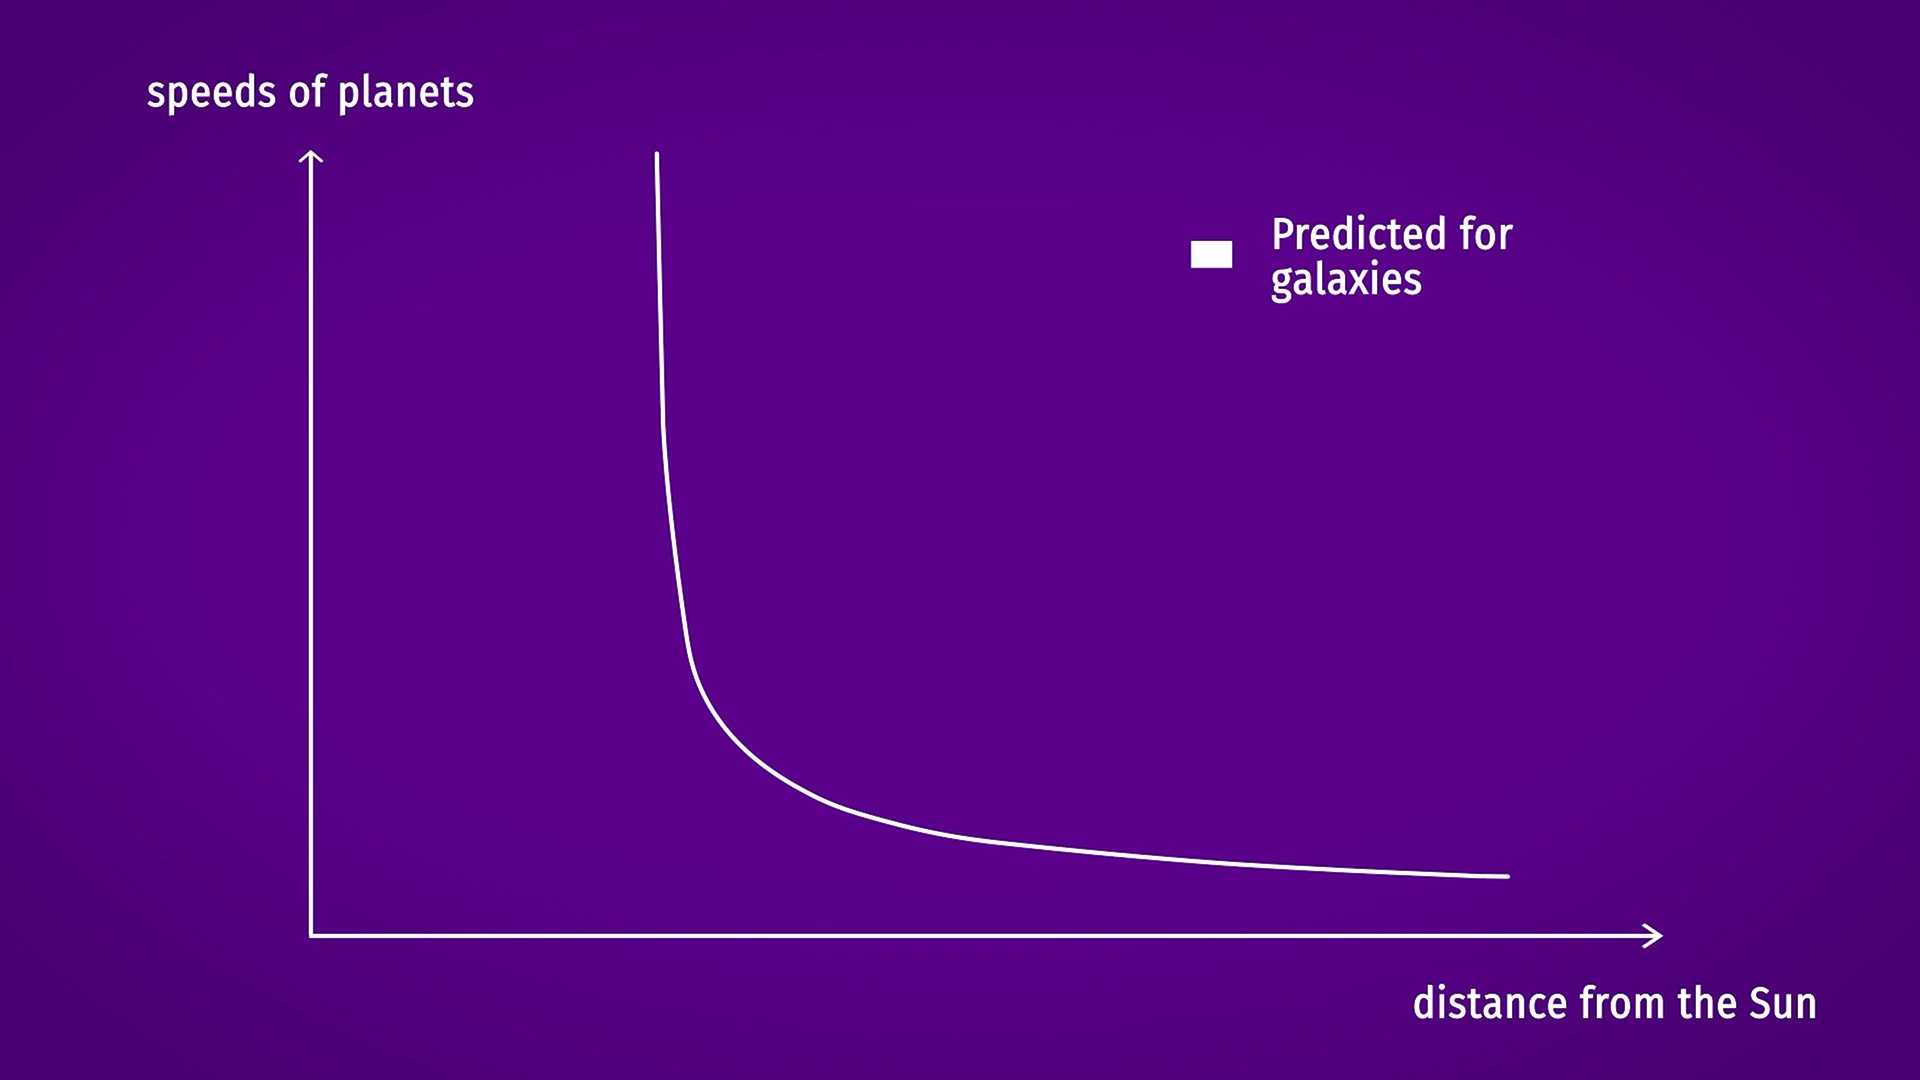 speeds of planets
Predicted for
galaxies
distance from the Sun